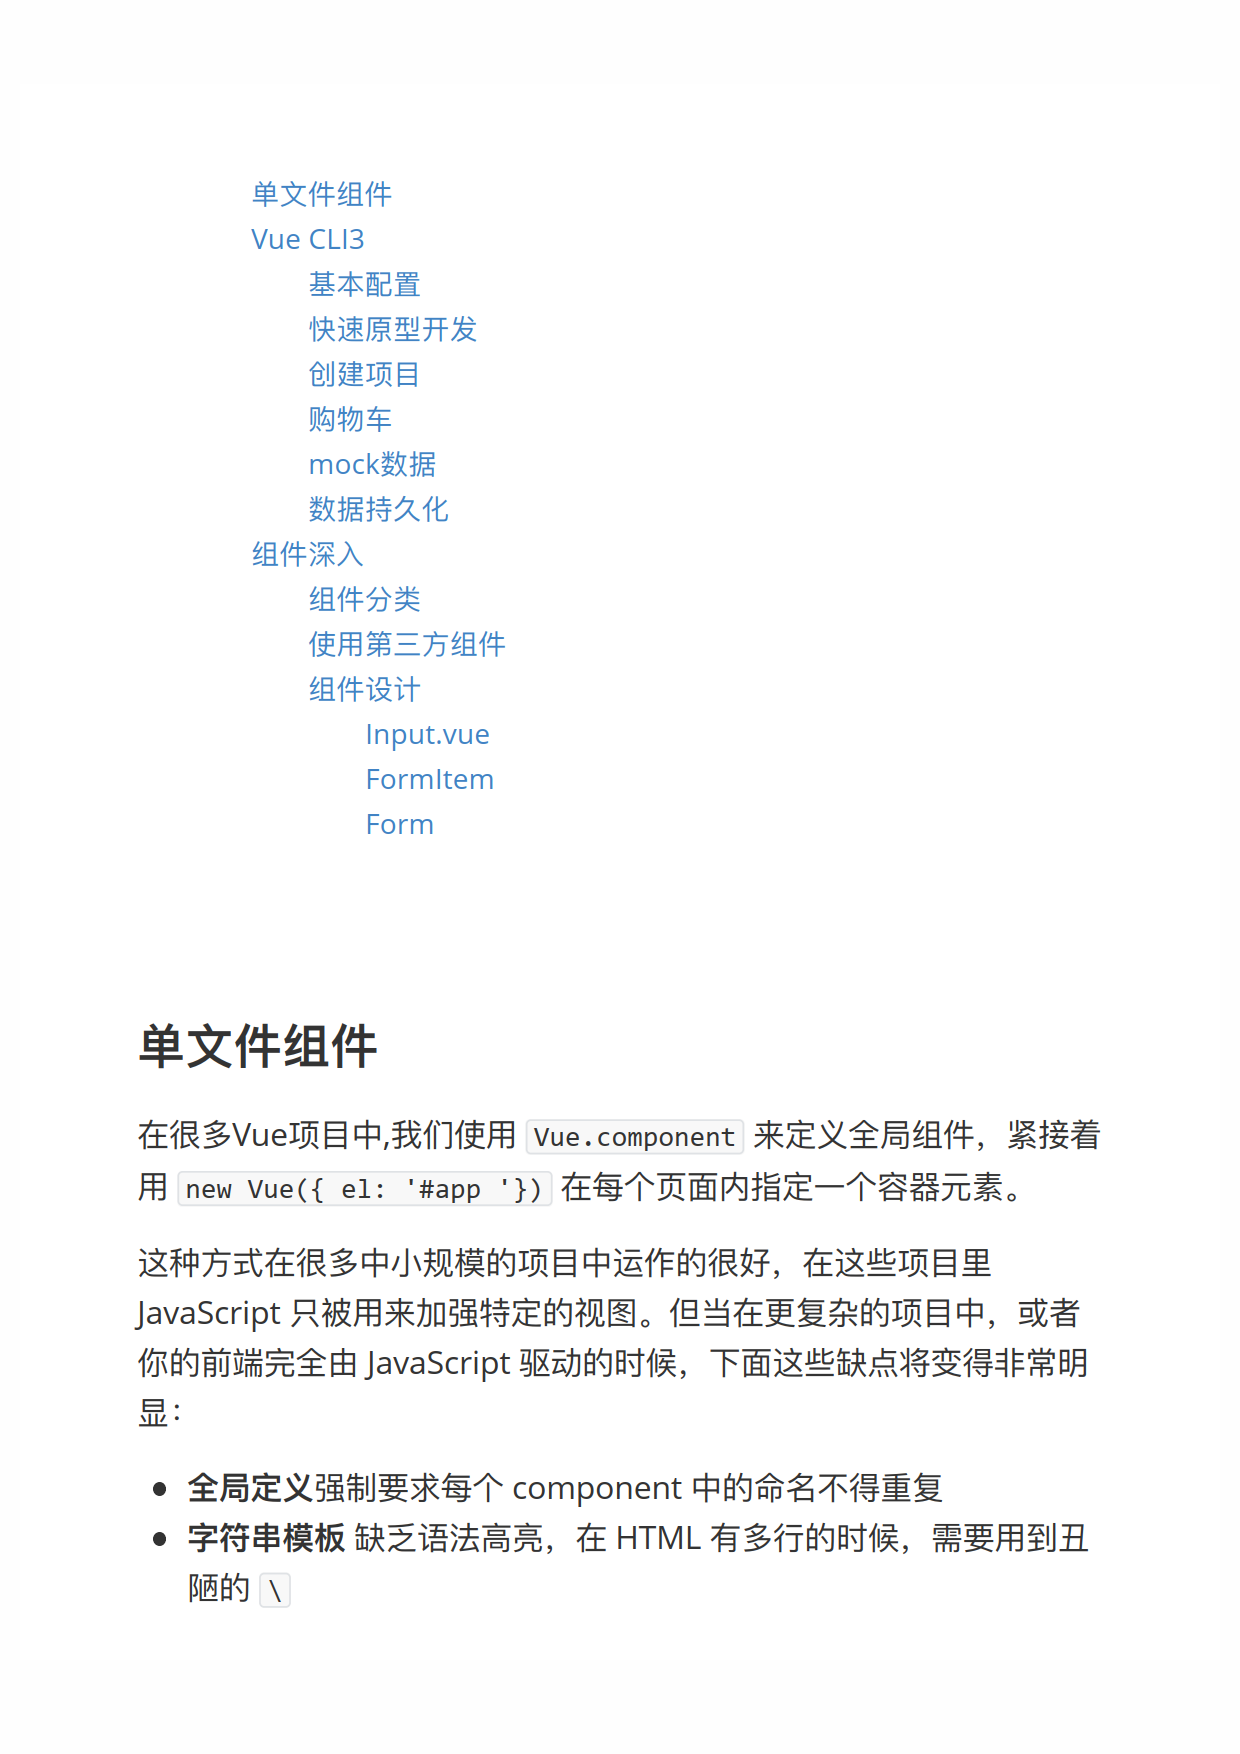 单文件组件
Vue CLI3
基本配置
快速原型开发
创建项目
购物车
mock数据
数据持久化
组件深入
组件分类
使用第三方组件
组件设计
Input.vue
FormItem
Form
单文件组件
在很多Vue项目中,我们使用 Vue.component 来定义全局组件，紧接着
用 new Vue({ el: '#app '}) 在每个页面内指定一个容器元素。
这种方式在很多中小规模的项目中运作的很好，在这些项目里
JavaScript 只被用来加强特定的视图。但当在更复杂的项目中，或者
你的前端完全由 JavaScript 驱动的时候，下面这些缺点将变得非常明
显：
• 全局定义强制要求每个 component 中的命名不得重复
• 字符串模板 缺乏语法高亮，在 HTML 有多行的时候，需要用到丑
陋的 \